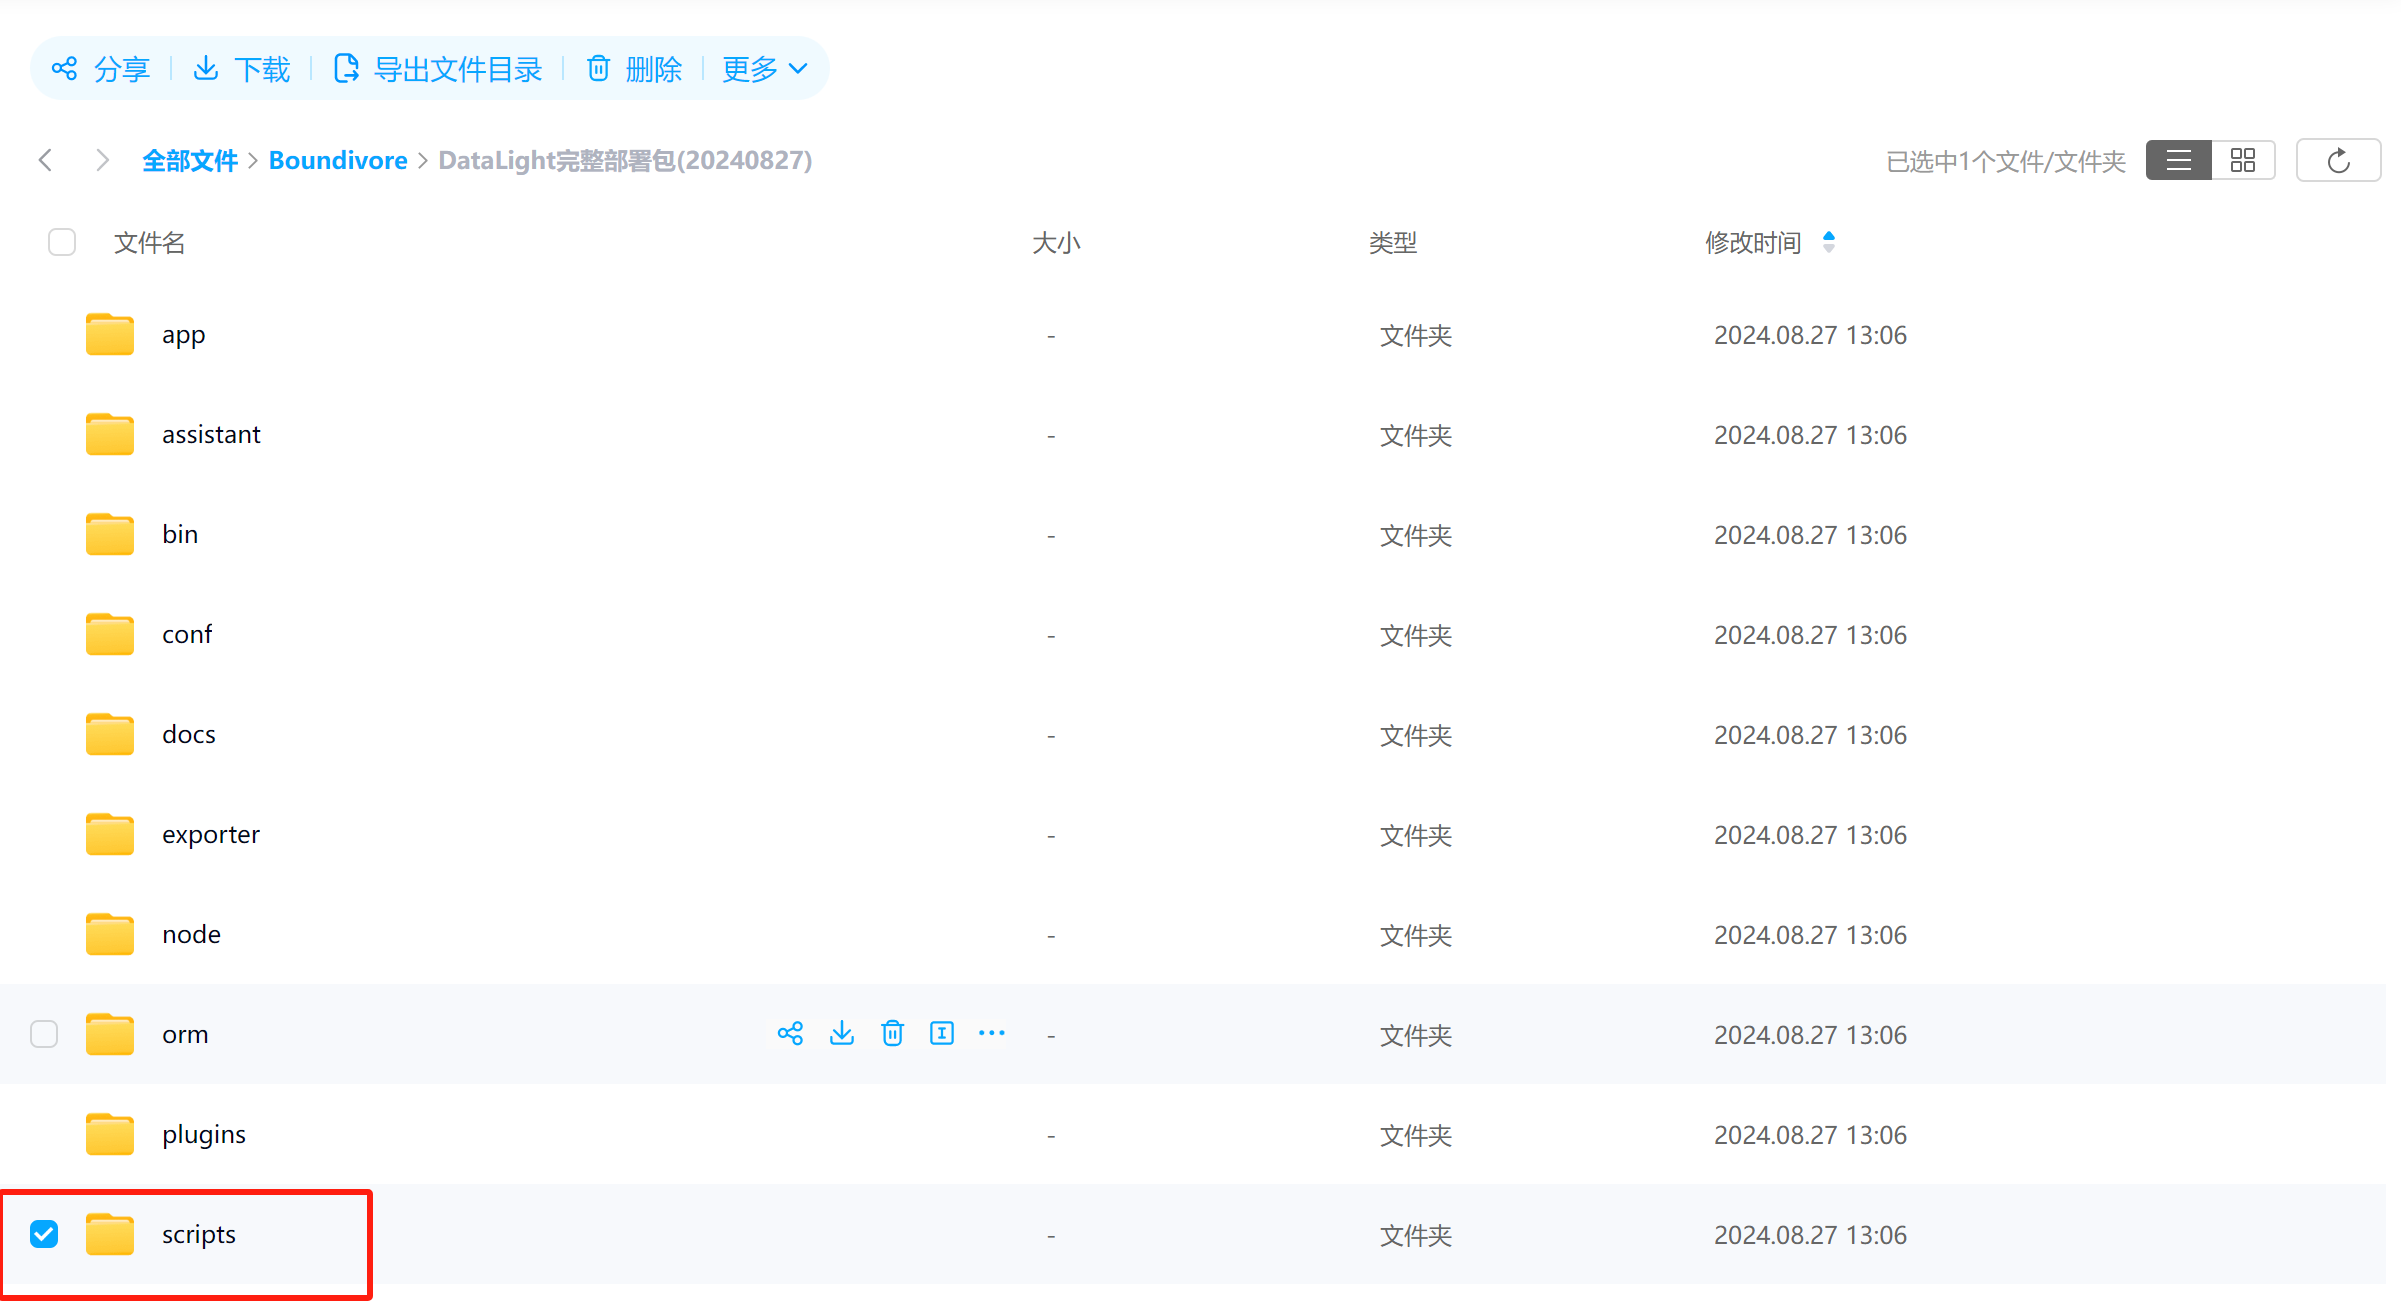 分享 下载 导出文件目录 删除 更多
全部文件 > Boundivore > DataLight完整部署包(20240827) 已选中1个文件/文件夹
文件名 大小 类型 修改时间
app - 文件夹 2024.08.27 13:06
assistant - 文件夹 2024.08.27 13:06
bin - 文件夹 2024.08.27 13:06
conf - 文件夹 2024.08.27 13:06
docs - 文件夹 2024.08.27 13:06
exporter - 文件夹 2024.08.27 13:06
node - 文件夹 2024.08.27 13:06
orm - 文件夹 2024.08.27 13:06
plugins - 文件夹 2024.08.27 13:06
scripts - 文件夹 2024.08.27 13:06